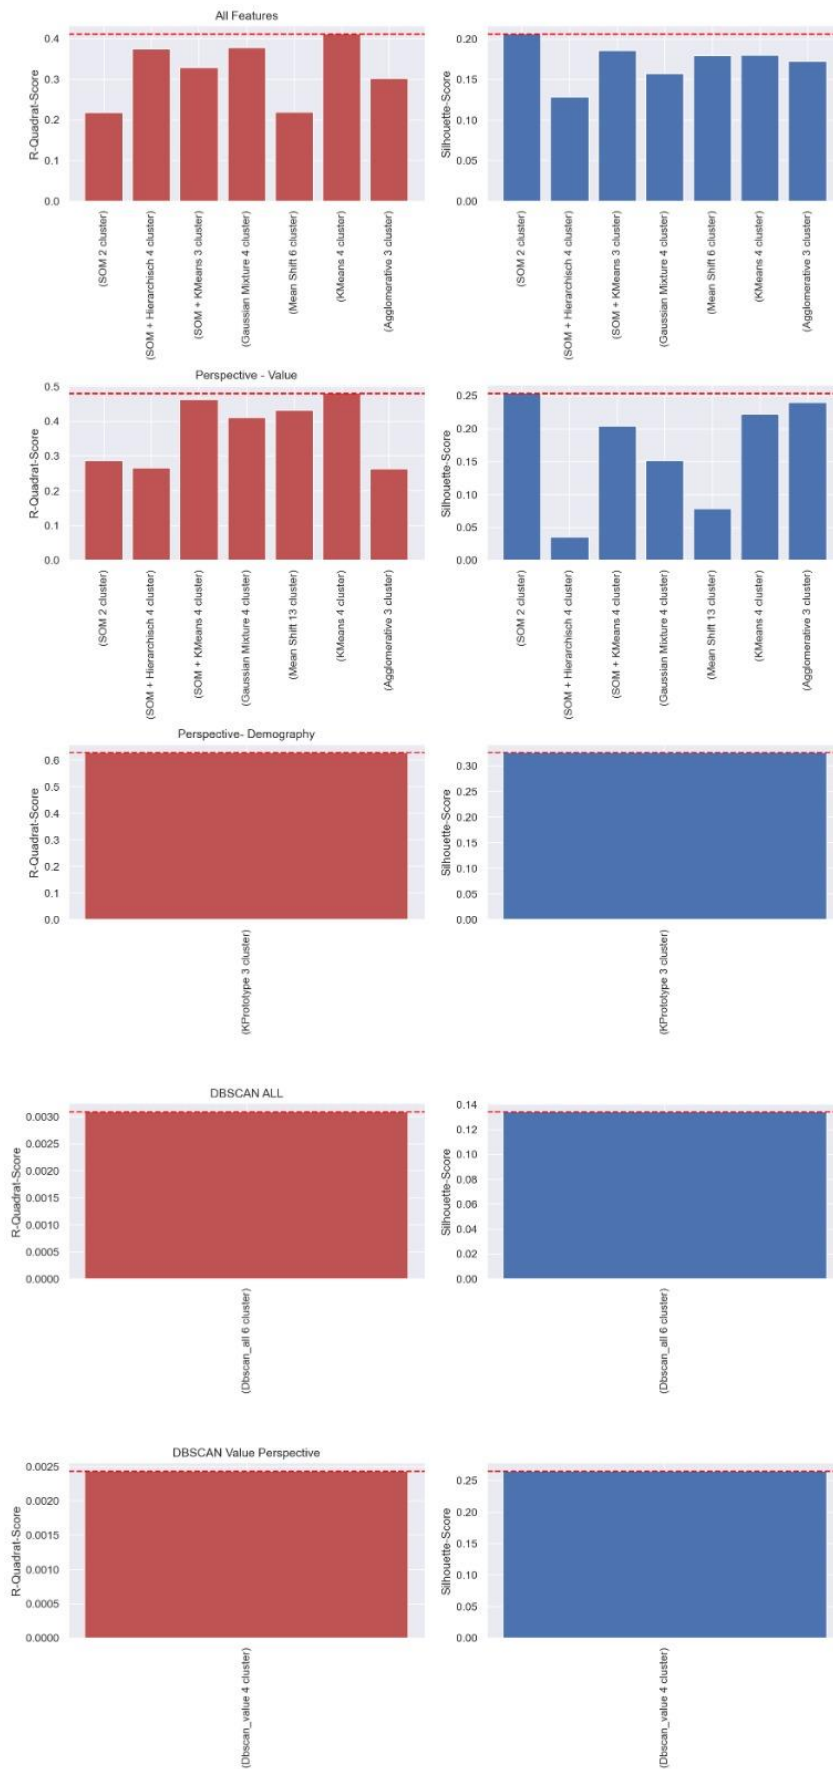 All Features
R-Quadrat-Score
0.4
0.3
0.2
0.1
0.0
(SOM 2 cluster)
(SOM + Hierarchisch 4 cluster)
(SOM + KMeans 3 cluster)
(Gaussian Mixture 4 cluster)
(Mean Shift 6 cluster)
(KMeans 4 cluster)
(Agglomerative 3 cluster)
Silhouette-Score
0.20
0.15
0.10
0.05
0.00
(SOM 2 cluster)
(SOM + Hierarchisch 4 cluster)
(SOM + KMeans 3 cluster)
(Gaussian Mixture 4 cluster)
(Mean Shift 6 cluster)
(KMeans 4 cluster)
(Agglomerative 3 cluster)
Perspective - Value
R-Quadrat-Score
0.5
0.4
0.3
0.2
0.1
0.0
(SOM 2 cluster)
(SOM + Hierarchisch 4 cluster)
(SOM + KMeans 4 cluster)
(Gaussian Mixture 4 cluster)
(Mean Shift 13 cluster)
(KMeans 4 cluster)
(Agglomerative 3 cluster)
Silhouette-Score
0.25
0.20
0.15
0.10
0.05
0.00
(SOM 2 cluster)
(SOM + Hierarchisch 4 cluster)
(SOM + KMeans 4 cluster)
(Gaussian Mixture 4 cluster)
(Mean Shift 13 cluster)
(KMeans 4 cluster)
(Agglomerative 3 cluster)
Perspective- Demography
R-Quadrat-Score
0.6
0.5
0.4
0.3
0.2
0.1
0.0
(KPrototype 3 cluster)
Silhouette-Score
0.30
0.25
0.20
0.15
0.10
0.05
0.00
(KPrototype 3 cluster)
DBSCAN ALL
R-Quadrat-Score
0.0030
0.0025
0.0020
0.0015
0.0010
0.0005
0.0000
(Dbscan_all 6 cluster)
Silhouette-Score
0.14
0.12
0.10
0.08
0.06
0.04
0.02
0.00
(Dbscan_all 6 cluster)
DBSCAN Value Perspective
R-Quadrat-Score
0.0025
0.0020
0.0015
0.0010
0.0005
0.0000
(Dbscan_value 4 cluster)
Silhouette-Score
0.25
0.20
0.15
0.10
0.05
0.00
(Dbscan_value 4 cluster)